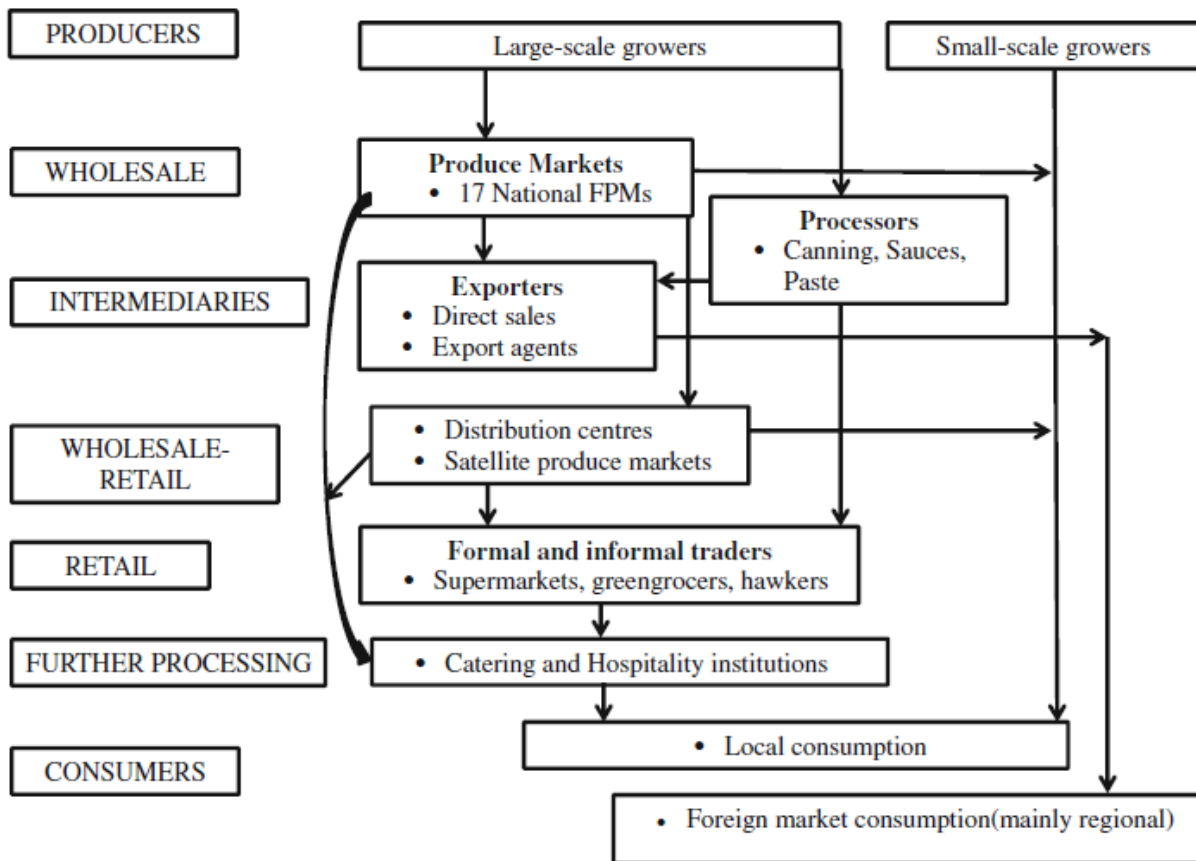 PRODUCERS
Large-scale growers
Small-scale growers
WHOLESALE
Produce Markets
• 17 National FPMs
Processors
• Canning, Sauces,
Paste
INTERMEDIARIES
Exporters
• Direct sales
• Export agents
WHOLESALE-
RETAIL
• Distribution centres
• Satellite produce markets
RETAIL
Formal and informal traders
• Supermarkets, greengrocers, hawkers
FURTHER PROCESSING
• Catering and Hospitality institutions
• Local consumption
CONSUMERS
• Foreign market consumption(mainly regional)